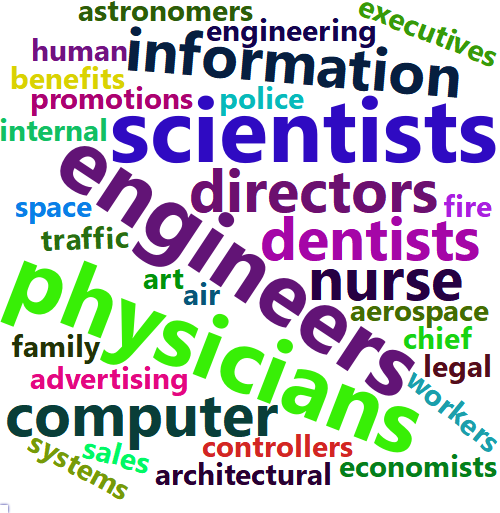 astronomers
executives
engineering
human
information
benefits
promotions
police
internal
scientists
engineers
directors
space
fire
traffic
dentists
art
air
nurse
physicians
aerospace
chief
family
legal
advertising
workers
computer
systems
sales
controllers
architectural
economists